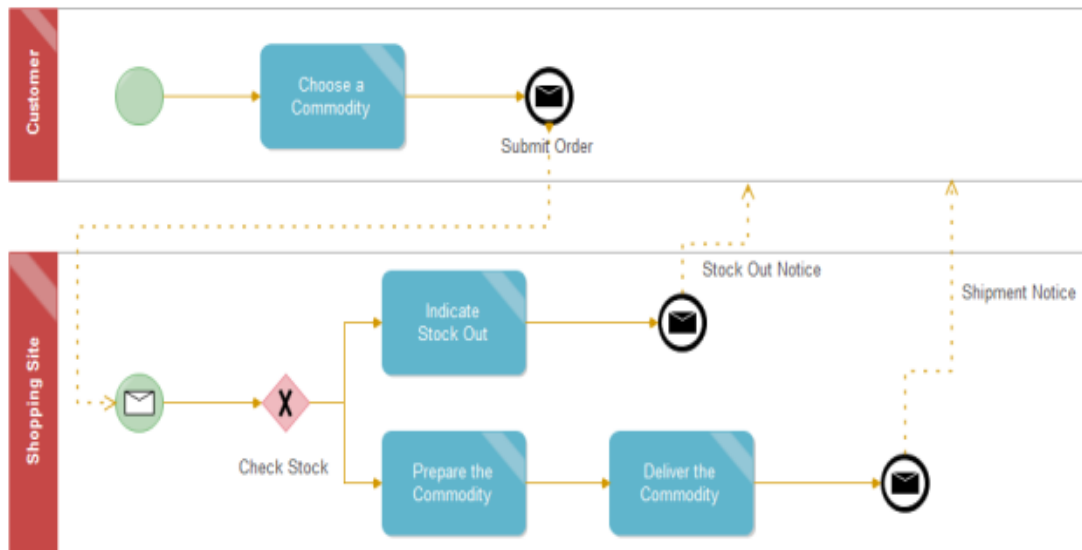 Customer
Choose a
Commodity
Submit Order
Shopping Site
Indicate
Stock Out
Stock Out Notice
Shipment Notice
X
Check Stock
Prepare the
Commodity
Deliver the
Commodity